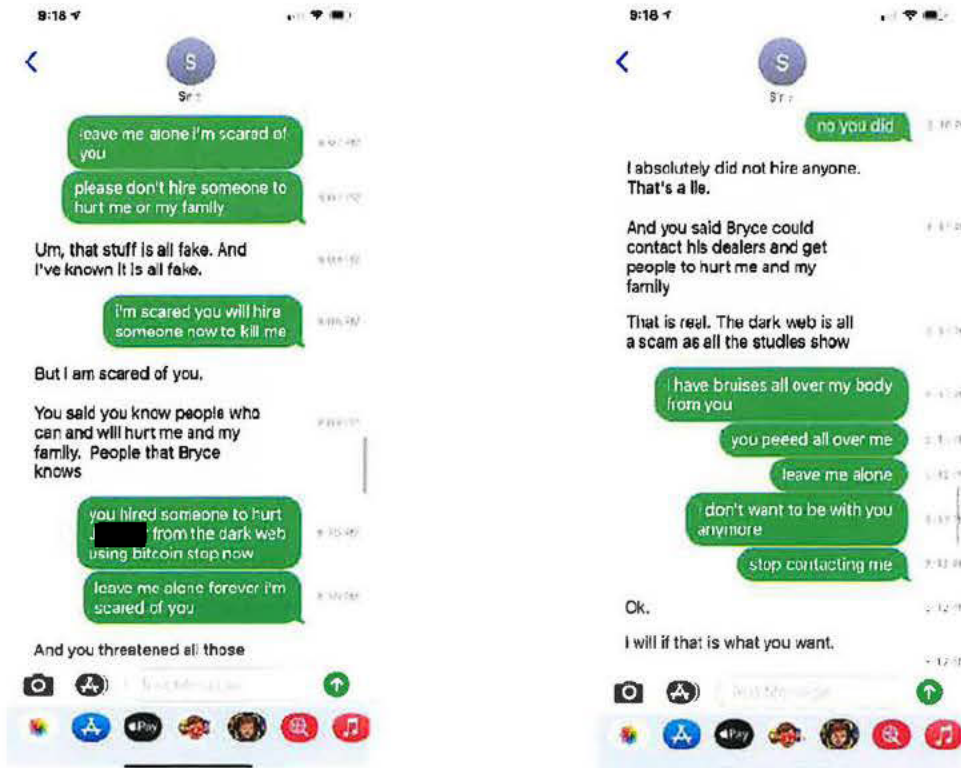 9:18
S
leave me alone i'm scared of
you
please don't hire someone to
hurt me or my family
Um, that stuff is all fake. And
I've known it is all fake.
i'm scared you will hire
someone now to kill me
But I am scared of you.
You said you know people who
can and will hurt me and my
family. People that Bryce
knows
you hired someone to hurt
from the dark web
using bitcoin stop now
leave me alone forever i'm
scared of you
And you threatened all those
Pay
9:18
S
no you did
I absolutely did not hire anyone.
That's a lie.
And you said Bryce could
contact his dealers and get
people to hurt me and my
family
That is real. The dark web is all
a scam as all the studies show
i have bruises all over my body
from you
you peeed all over me
leave me alone
don't want to be with you
anymore
stop contacting me
Ok.
I will if that is what you want.
Text Message
Pay